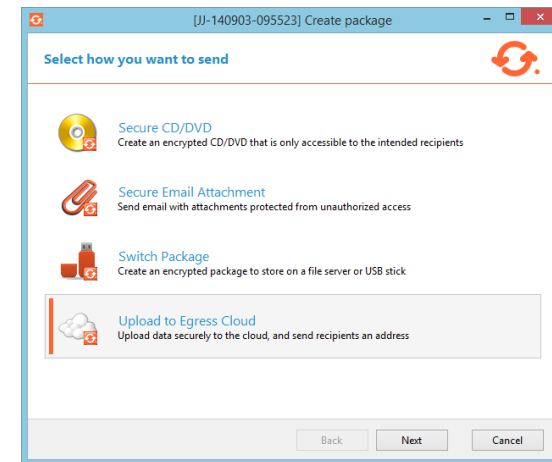 [JJ-140903-095523] Create package
Select how you want to send
Secure CD/DVD
Create an encrypted CD/DVD that is only accessible to the intended recipients
Secure Email Attachment
Send email with attachments protected from unauthorized access
Switch Package
Create an encrypted package to store on a file server or USB stick
Upload to Egress Cloud
Upload data securely to the cloud, and send recipients an address
Back Next Cancel